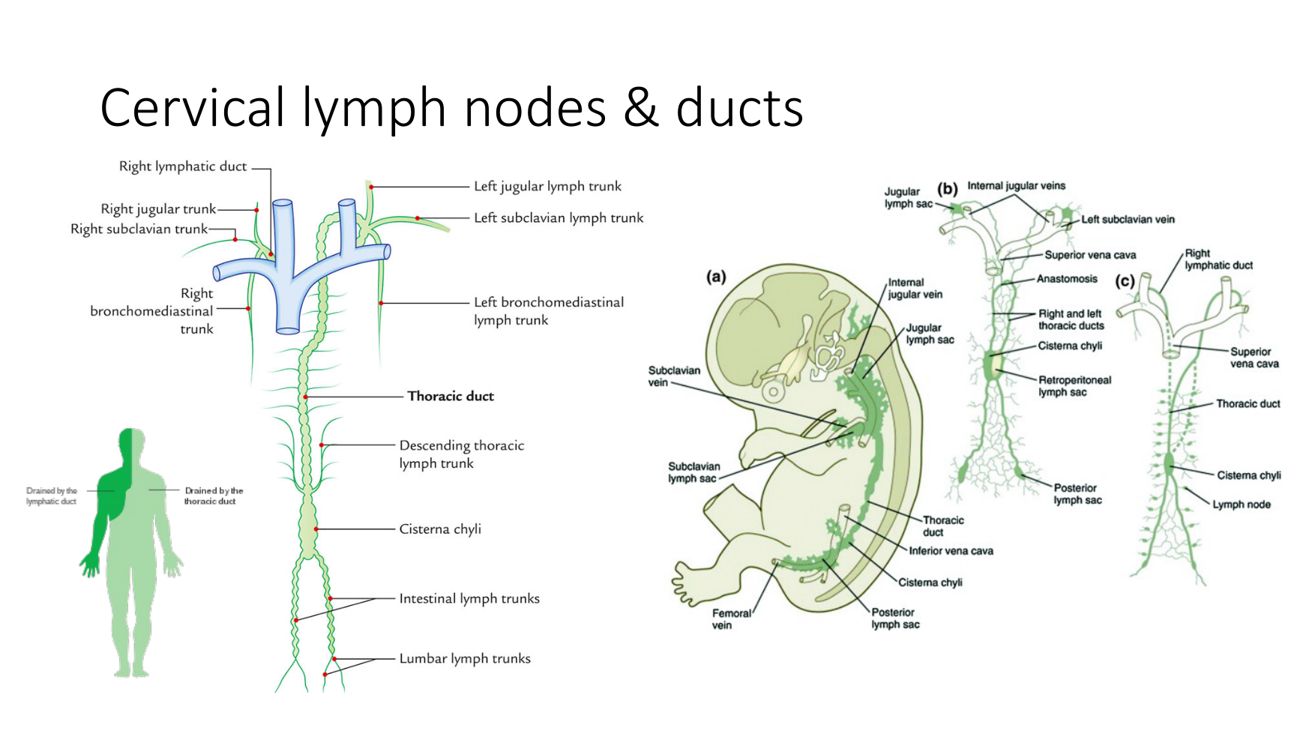 Cervical lymph nodes & ducts
Right lymphatic duct
Right jugular trunk
Right subclavian trunk
Right
bronchomediastinal
trunk
Left jugular lymph trunk
Left subclavian lymph trunk
Left bronchomediastinal
lymph trunk
Thoracic duct
Descending thoracic
lymph trunk
Cisterna chyli
Intestinal lymph trunks
Lumbar lymph trunks
Drained by the
lymphatic duct
Drained by the
thoracic duct
(a)
Internal
jugular vein
Jugular
lymph sac
Subclavian
vein
Subclavian
lymph sac
Thoracic
duct
Inferior vena cava
Cisterna chyli
Femoral
vein
Posterior
lymph sac
(b)
Jugular
lymph sac
Internal jugular veins
Left subclavian vein
Superior vena cava
Anastomosis
Right and left
thoracic ducts
Cisterna chyli
Retroperitoneal
lymph sac
Posterior
lymph sac
(c)
Right
lymphatic duct
Superior
vena cava
Thoracic duct
Cisterna chyli
Lymph node